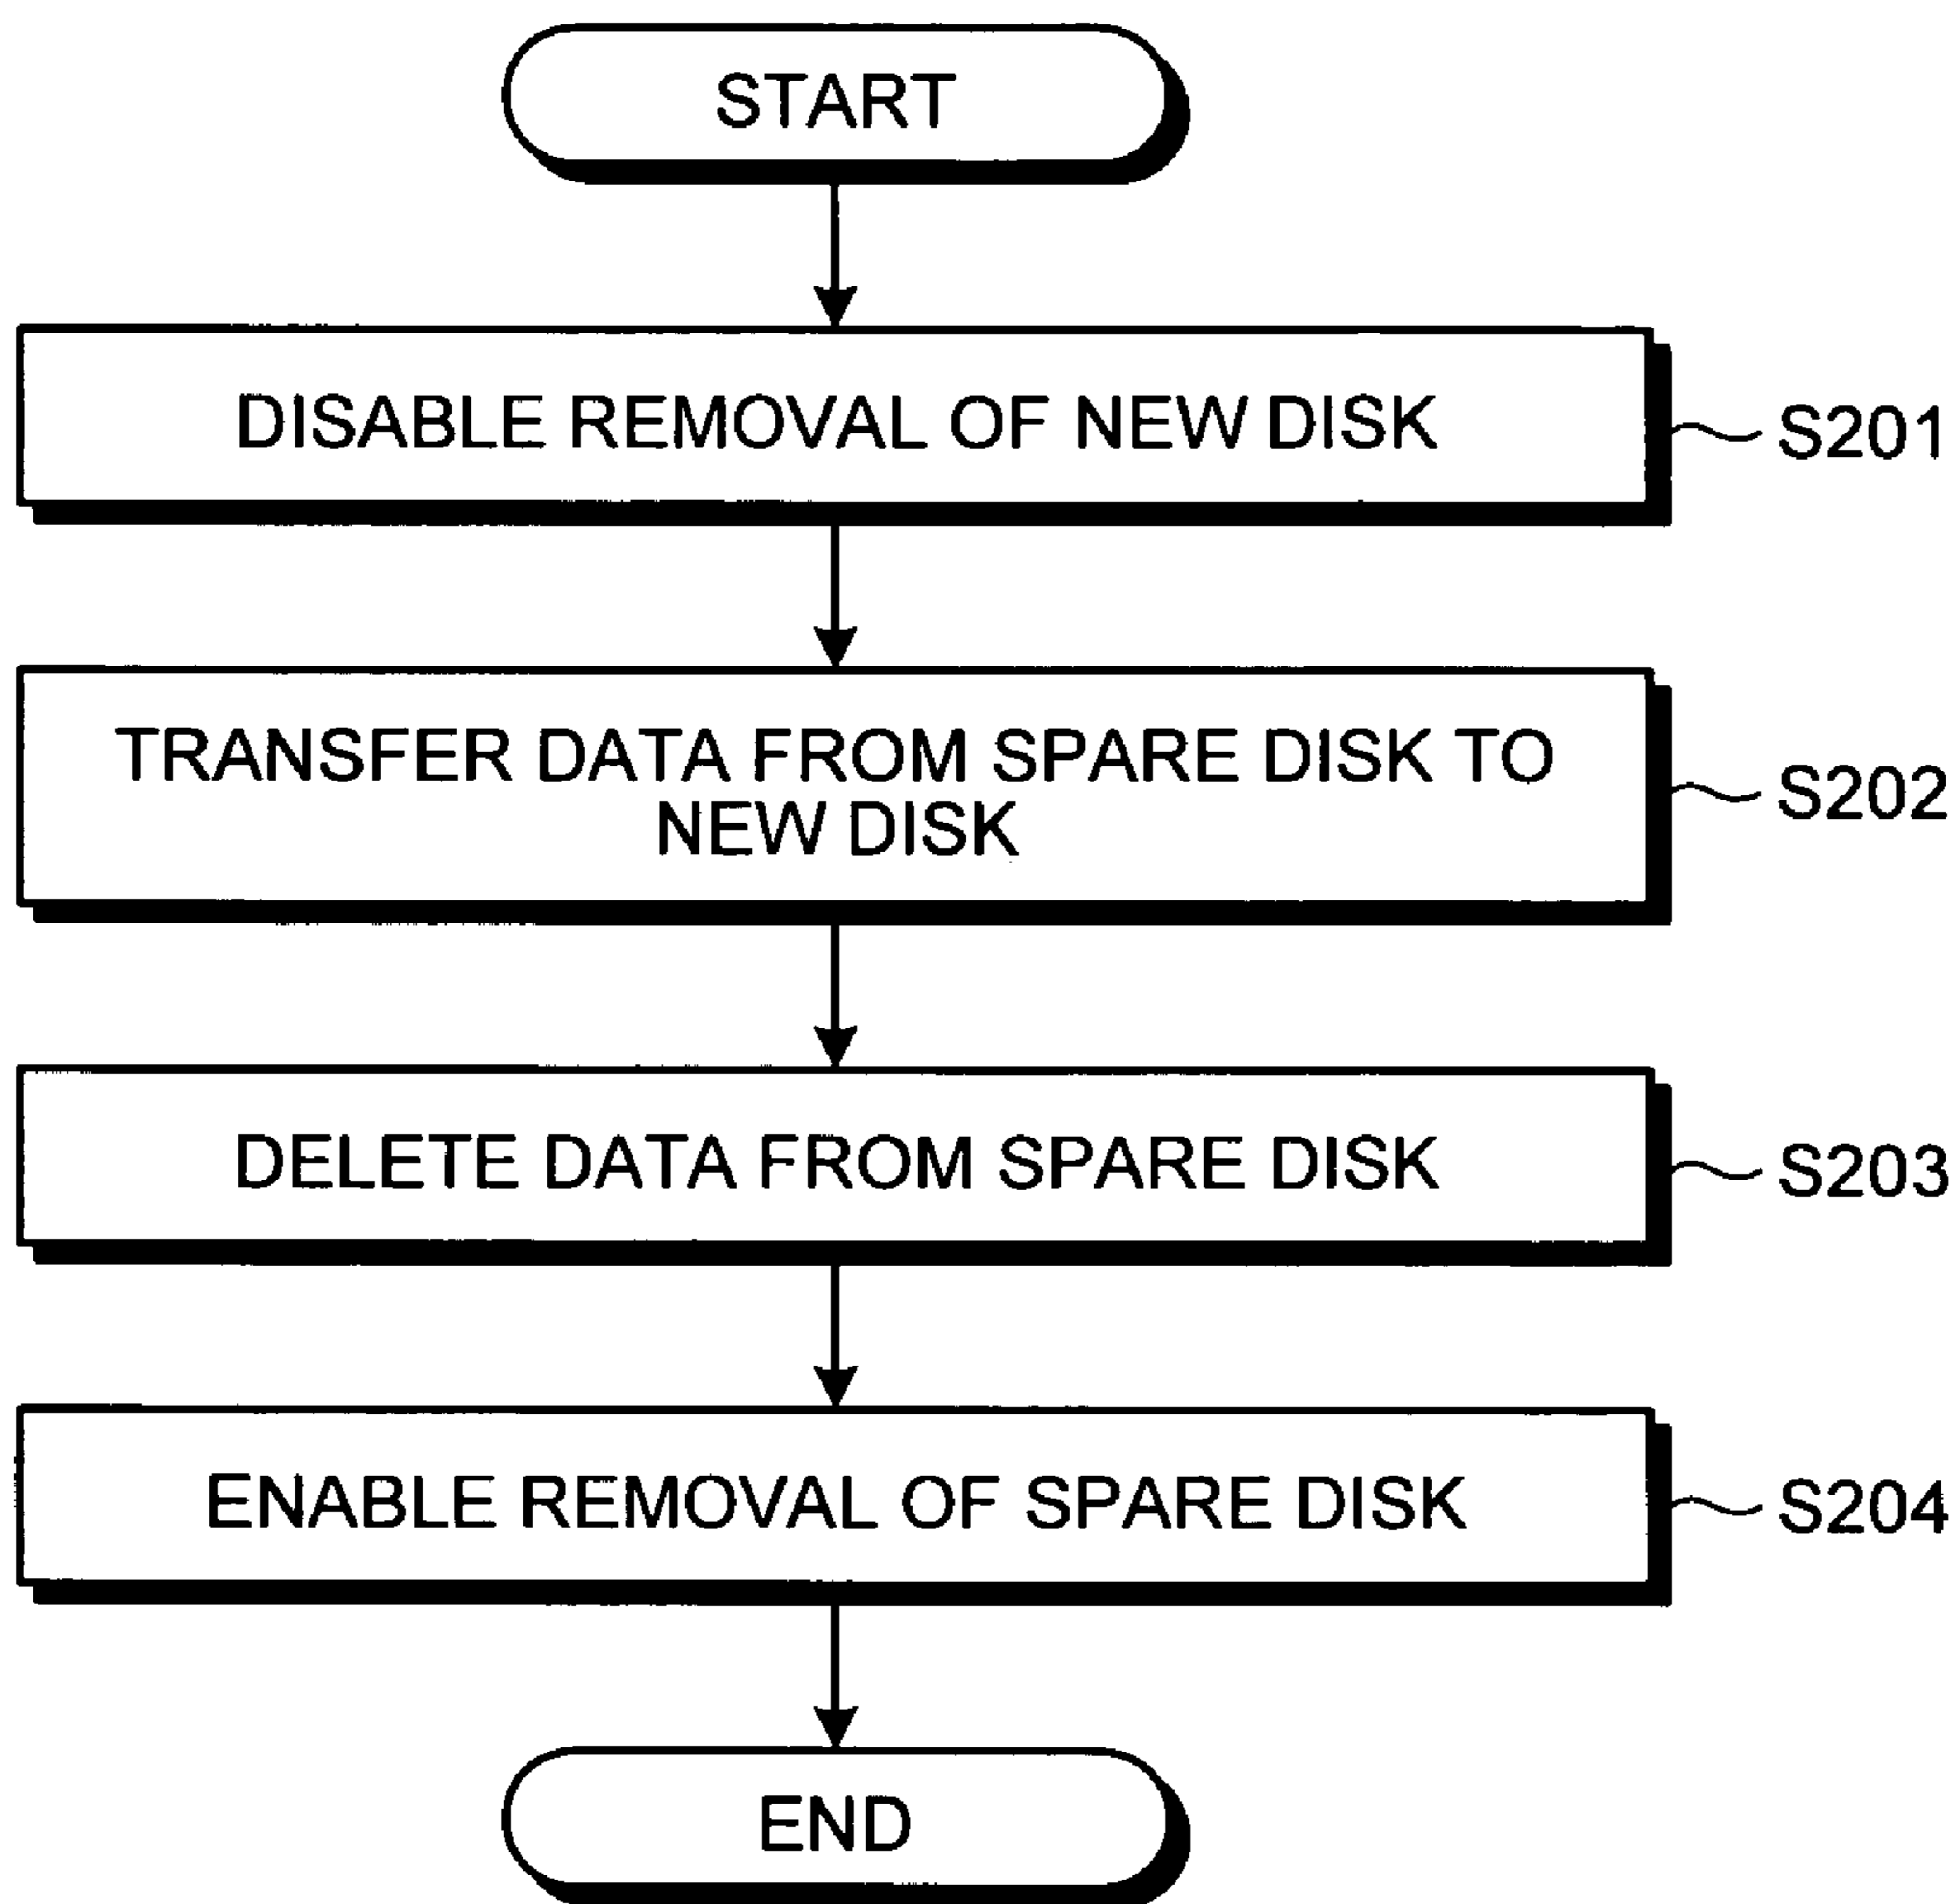 START
DISABLE REMOVAL OF NEW DISK
S201
TRANSFER DATA FROM SPARE DISK TO
NEW DISK
S202
DELETE DATA FROM SPARE DISK
S203
ENABLE REMOVAL OF SPARE DISK
S204
END